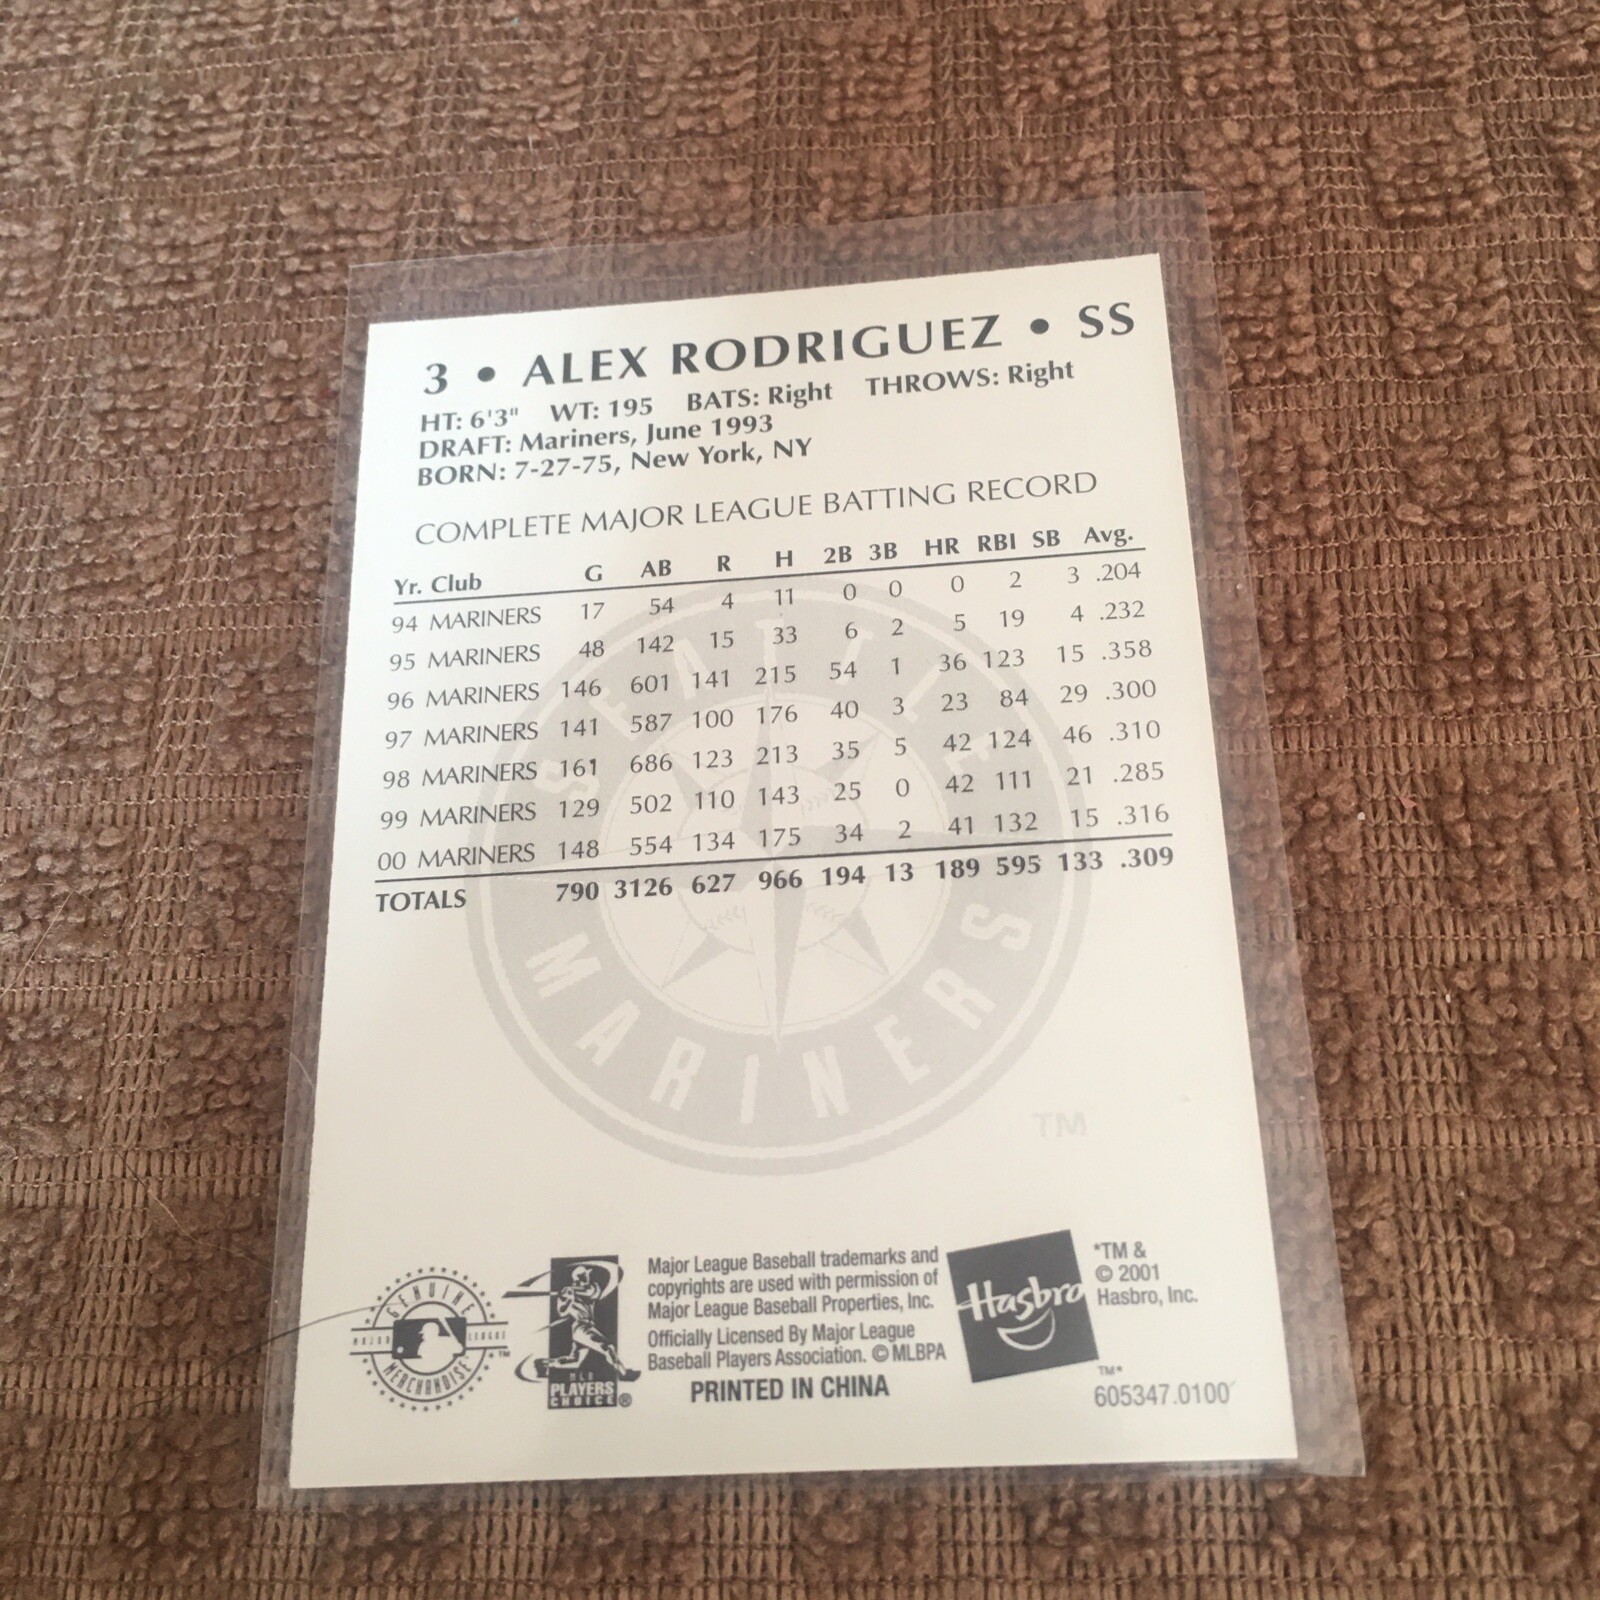 3 • ALEX RODRIGUEZ • SS
HT: 6'3" WT: 195 BATS: Right THROWS: Right
DRAFT: Mariners, June 1993
BORN: 7-27-75, New York, NY
COMPLETE MAJOR LEAGUE BATTING RECORD
Yr. Club G AB R H 2B 3B HR RBI SB Avg.
94 MARINERS 17 54 4 11 0 0 0 2 3 .204
95 MARINERS 48 142 15 33 6 2 5 19 4 .232
96 MARINERS 146 601 141 215 54 1 36 123 15 .358
97 MARINERS 141 587 100 176 40 3 23 84 29 .300
98 MARINERS 161 686 123 213 35 5 42 124 46 .310
99 MARINERS 129 502 110 143 25 0 42 111 21 .285
00 MARINERS 148 554 134 175 34 2 41 132 15 .316
TOTALS 790 3126 627 966 194 13 189 595 133 .309
SEATTLE
MARINERS
TM
GENUINE
MAJOR LEAGUE
MERCHANDISE
TM
MLB
PLAYERS
CHOICE ®
Major League Baseball trademarks and
copyrights are used with permission of
Major League Baseball Properties, Inc.
Officially Licensed By Major League
Baseball Players Association. © MLBPA
PRINTED IN CHINA
Hasbro
*TM &
© 2001
Hasbro, Inc.
TM*
605347.0100